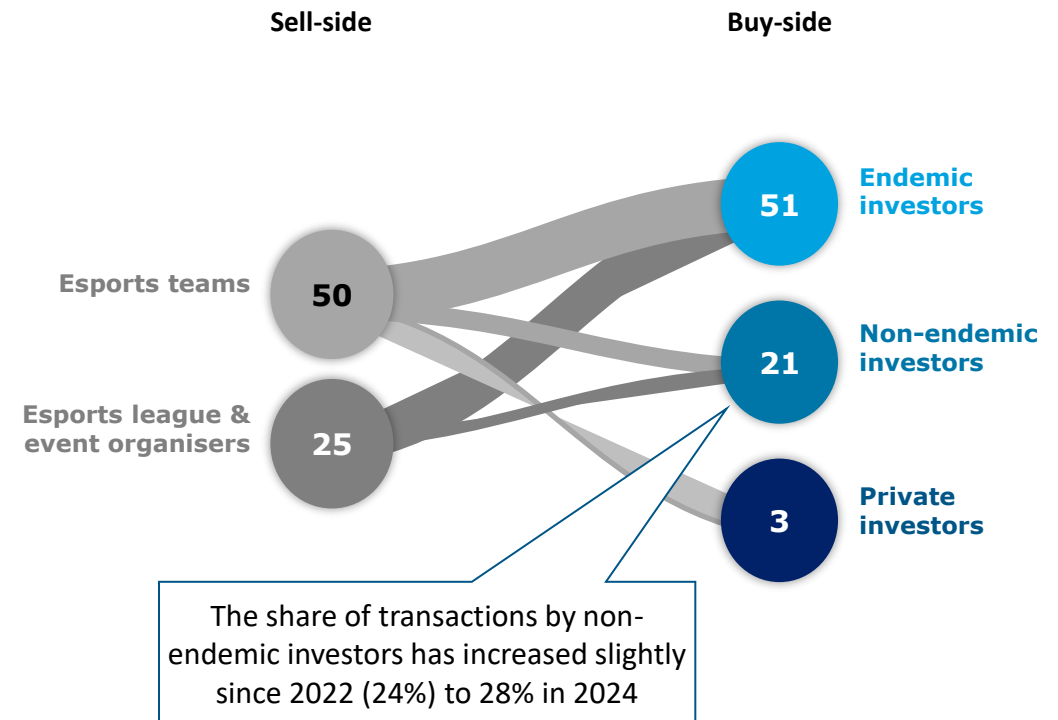 Sell-side
Buy-side
Esports teams
50
Esports league &
event organisers
25
51
Endemic
investors
21
Non-endemic
investors
3
Private
investors
The share of transactions by non-
endemic investors has increased slightly
since 2022 (24%) to 28% in 2024